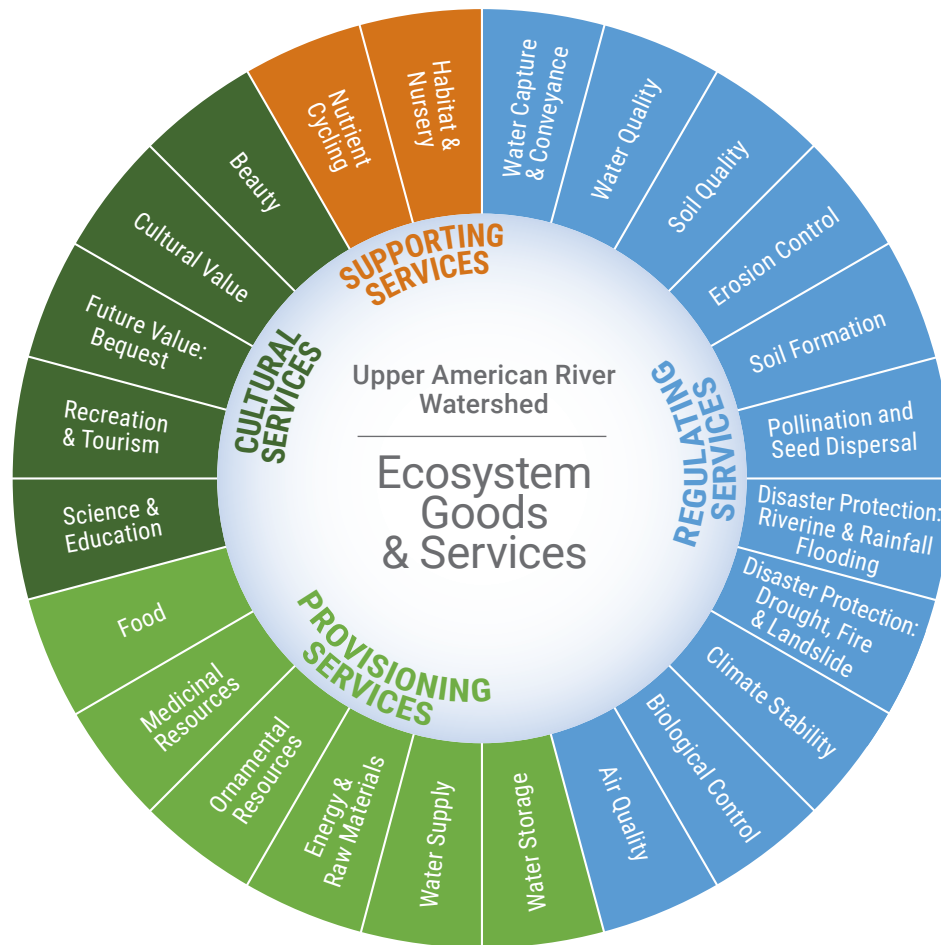 Upper American River
Watershed
Ecosystem
Goods
& Services
SUPPORTING
SERVICES
Nutrient
Cycling
Habitat &
Nursery
REGULATING
SERVICES
Water Capture
& Conveyance
Water Quality
Soil Quality
Erosion Control
Soil Formation
Pollination and
Seed Dispersal
Disaster Protection:
Riverine & Rainfall
Flooding
Disaster Protection:
Drought, Fire
& Landslide
Climate Stability
Biological Control
Air Quality
PROVISIONING
SERVICES
Water Storage
Water Supply
Energy &
Raw Materials
Ornamental
Resources
Medicinal
Resources
Food
CULTURAL
SERVICES
Science &
Education
Recreation
& Tourism
Future Value:
Bequest
Cultural Value
Beauty